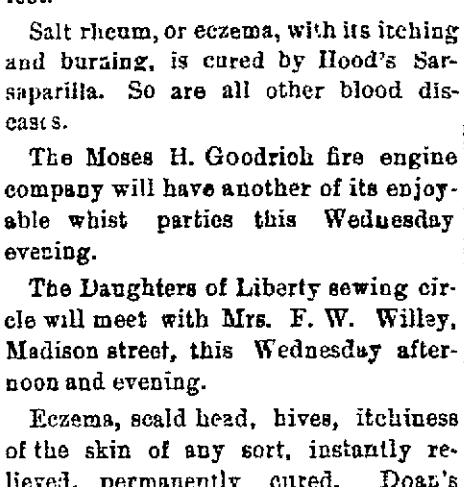 Salt rheum, or eczema, with its itching
and burning, is cured by Hood's Sar-
saparilla. So are all other blood dis-
eases.
The Moses H. Goodrich fire engine
company will have another of its enjoy-
able whist parties this Wednesday
evening.
The Daughters of Liberty sewing cir-
cle will meet with Mrs. F. W. Willey,
Madison street, this Wednesday after-
noon and evening.
Eczema, scald head, hives, itchiness
of the skin of any sort, instantly re-
lieved, permanently cured. Doan's